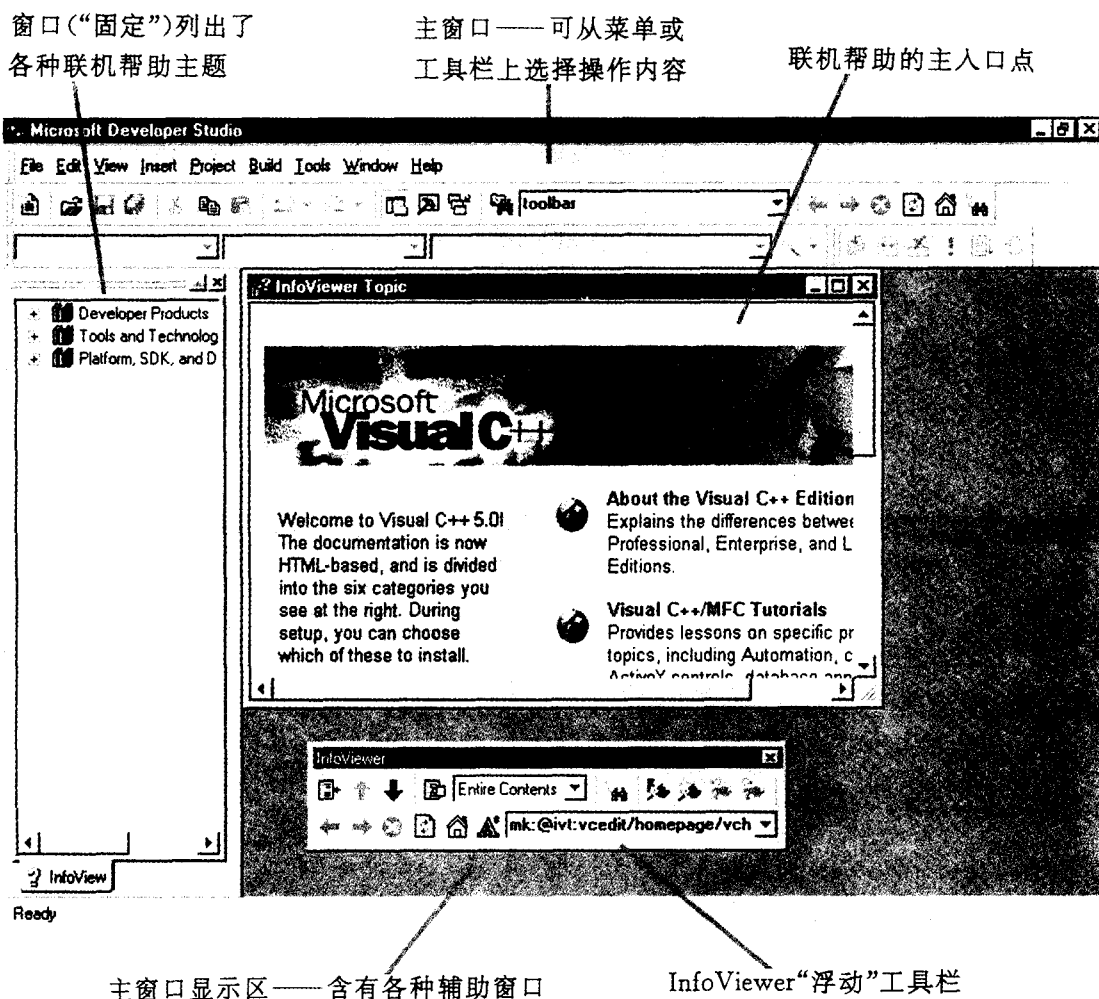 窗口(“固定”)列出了
各种联机帮助主题
主窗口——可从菜单或
工具栏上选择操作内容
联机帮助的主入口点
Microsoft Developer Studio
File Edit View Insert Project Build Tools Window Help
toolbar
InfoViewer Topic
Developer Products
Tools and Technolog
Platform, SDK, and D
Microsoft
Visual C++
Welcome to Visual C++ 5.0!
The documentation is now
HTML-based, and is divided
into the six categories you
see at the right. During
setup, you can choose
which of these to install.
About the Visual C++ Edition
Explains the differences betwee
Professional, Enterprise, and L
Editions.
Visual C++/MFC Tutorials
Provides lessons on specific pr
topics, including Automation, c
ActiveX controls, database app
InfoViewer
Entire Contents
mk:@ivt:vcedit/homepage/vch
InfoView
Ready
主窗口显示区——含有各种辅助窗口
InfoViewer“浮动”工具栏